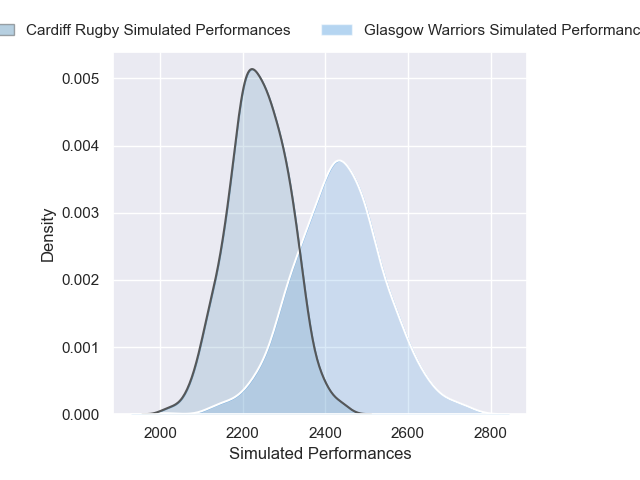 Cardiff Rugby Simulated Performances
Glasgow Warriors Simulated
0.005
0.004
0.003
0.002
0.001
0.000
Density
2000 2200 2400 2600 2800
Simulated Performances